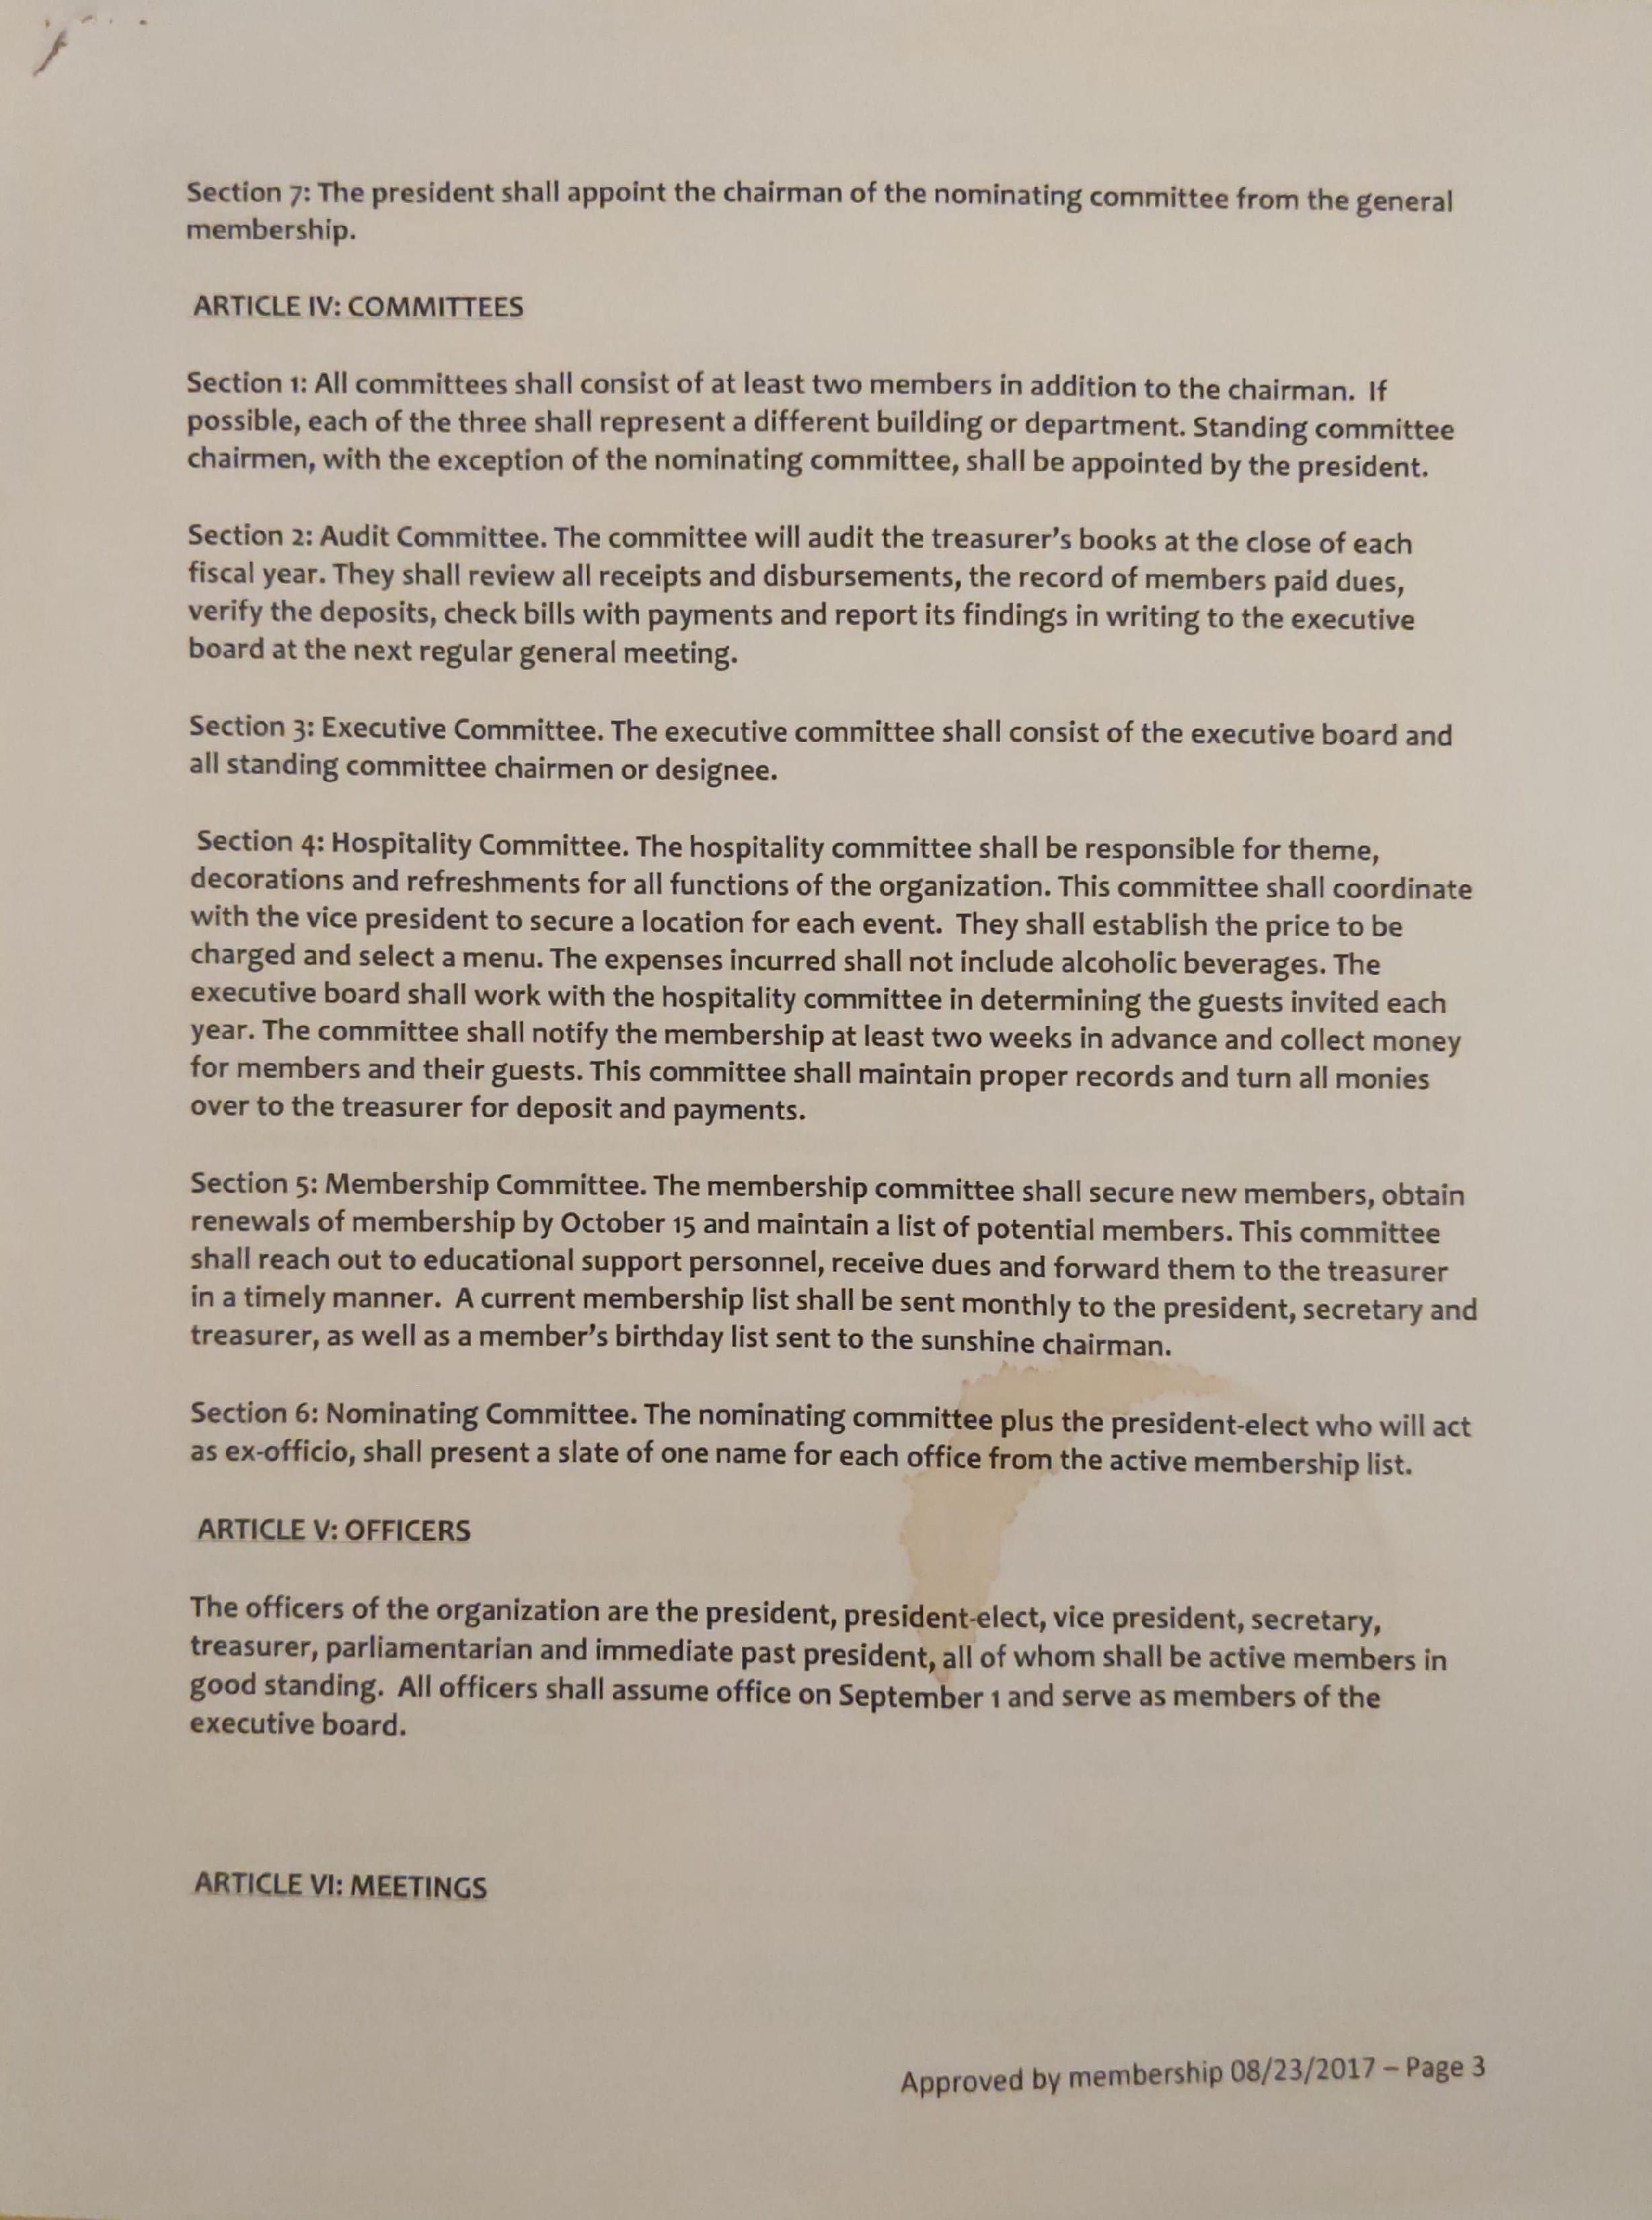 Section 7: The president shall appoint the chairman of the nominating committee from the general
membership.
ARTICLE IV: COMMITTEES
Section 1: All committees shall consist of at least two members in addition to the chairman. If
possible, each of the three shall represent a different building or department. Standing committee
chairmen, with the exception of the nominating committee, shall be appointed by the president.
Section 2: Audit Committee. The committee will audit the treasurer's books at the close of each
fiscal year. They shall review all receipts and disbursements, the record of members paid dues,
verify the deposits, check bills with payments and report its findings in writing to the executive
board at the next regular general meeting.
Section 3: Executive Committee. The executive committee shall consist of the executive board and
all standing committee chairmen or designee.
Section 4: Hospitality Committee. The hospitality committee shall be responsible for theme,
decorations and refreshments for all functions of the organization. This committee shall coordinate
with the vice president to secure a location for each event. They shall establish the price to be
charged and select a menu. The expenses incurred shall not include alcoholic beverages. The
executive board shall work with the hospitality committee in determining the guests invited each
year. The committee shall notify the membership at least two weeks in advance and collect money
for members and their guests. This committee shall maintain proper records and turn all monies
over to the treasurer for deposit and payments.
Section 5: Membership Committee. The membership committee shall secure new members, obtain
renewals of membership by October 15 and maintain a list of potential members. This committee
shall reach out to educational support personnel, receive dues and forward them to the treasurer
in a timely manner. A current membership list shall be sent monthly to the president, secretary and
treasurer, as well as a member's birthday list sent to the sunshine chairman.
Section 6: Nominating Committee. The nominating committee plus the president-elect who will act
as ex-officio, shall present a slate of one name for each office from the active membership list.
ARTICLE V: OFFICERS
The officers of the organization are the president, president-elect, vice president, secretary,
treasurer, parliamentarian and immediate past president, all of whom shall be active members in
good standing. All officers shall assume office on September 1 and serve as members of the
executive board.
ARTICLE VI: MEETINGS
Approved by membership 08/23/2017 – Page 3